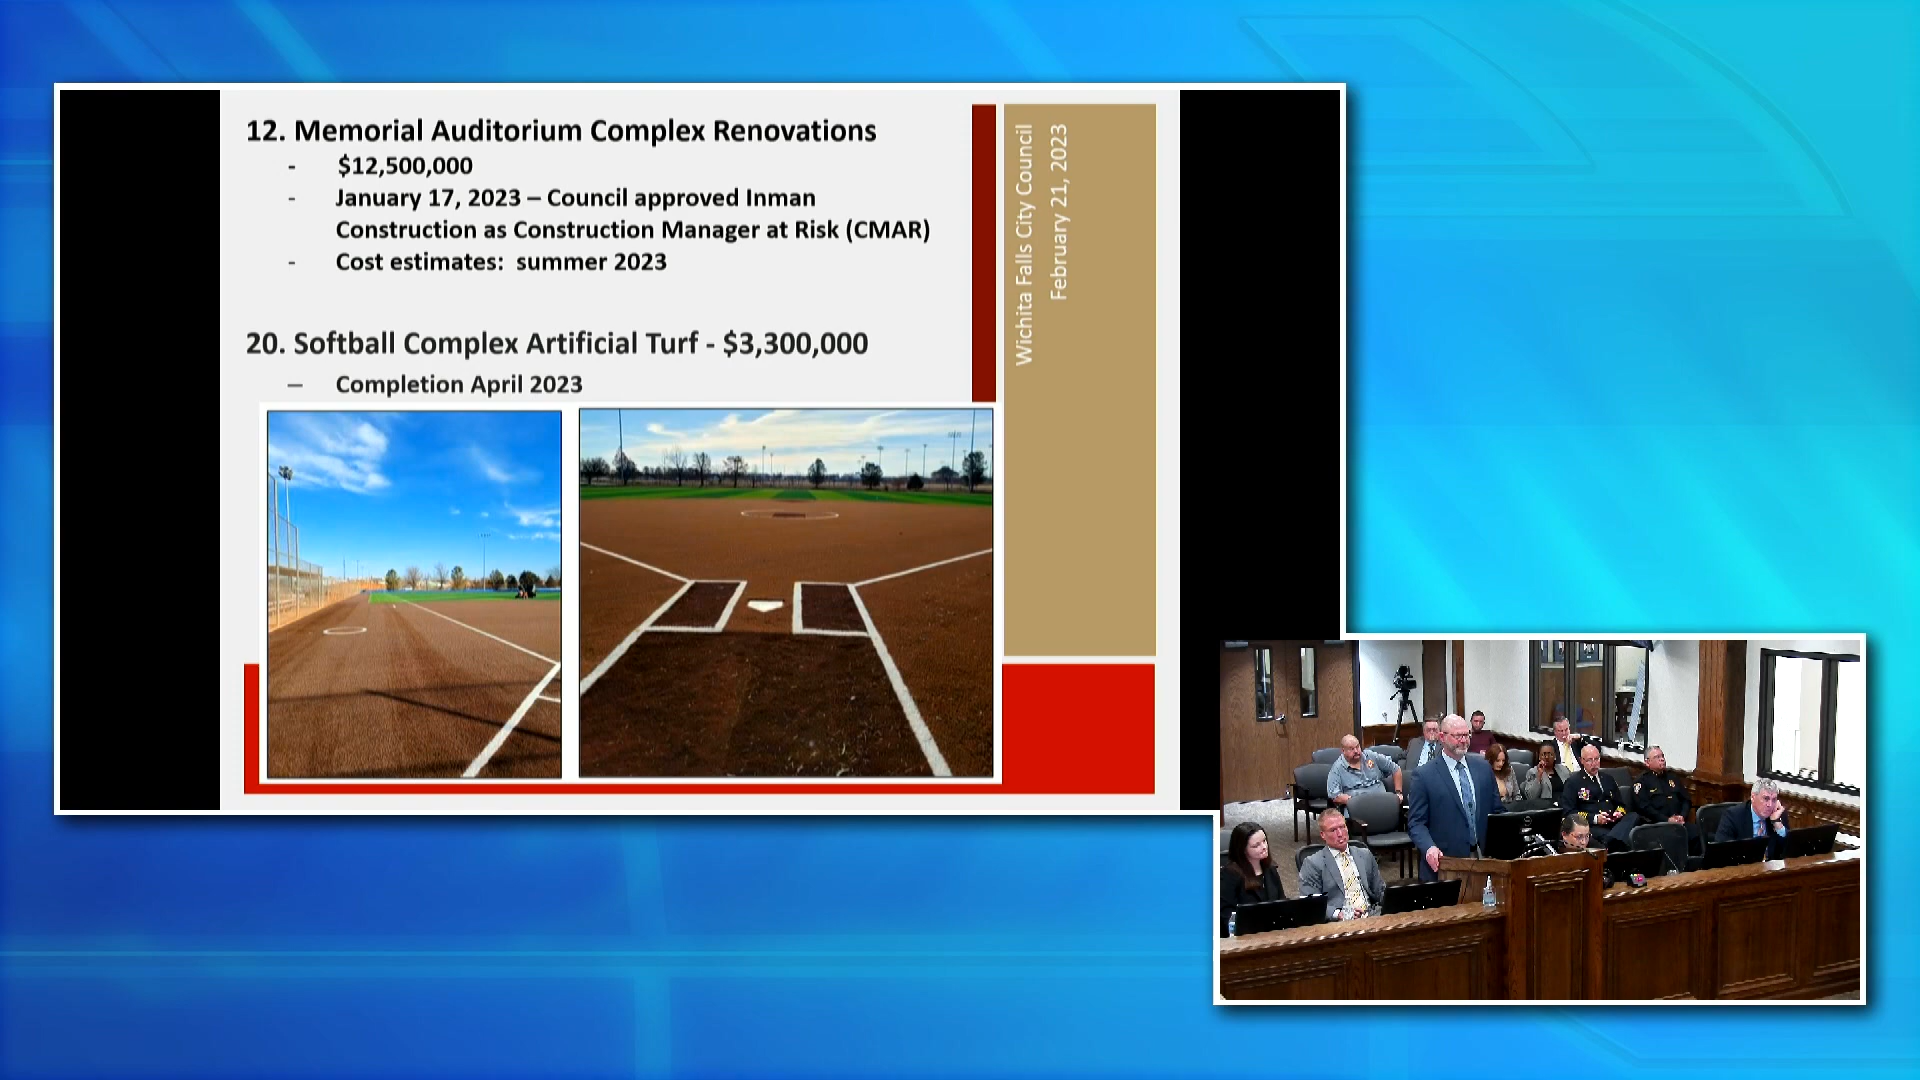 12. Memorial Auditorium Complex Renovations
- $12,500,000
- January 17, 2023 – Council approved Inman
Construction as Construction Manager at Risk (CMAR)
- Cost estimates: summer 2023
20. Softball Complex Artificial Turf - $3,300,000
– Completion April 2023
Wichita Falls City Council
February 21, 2023